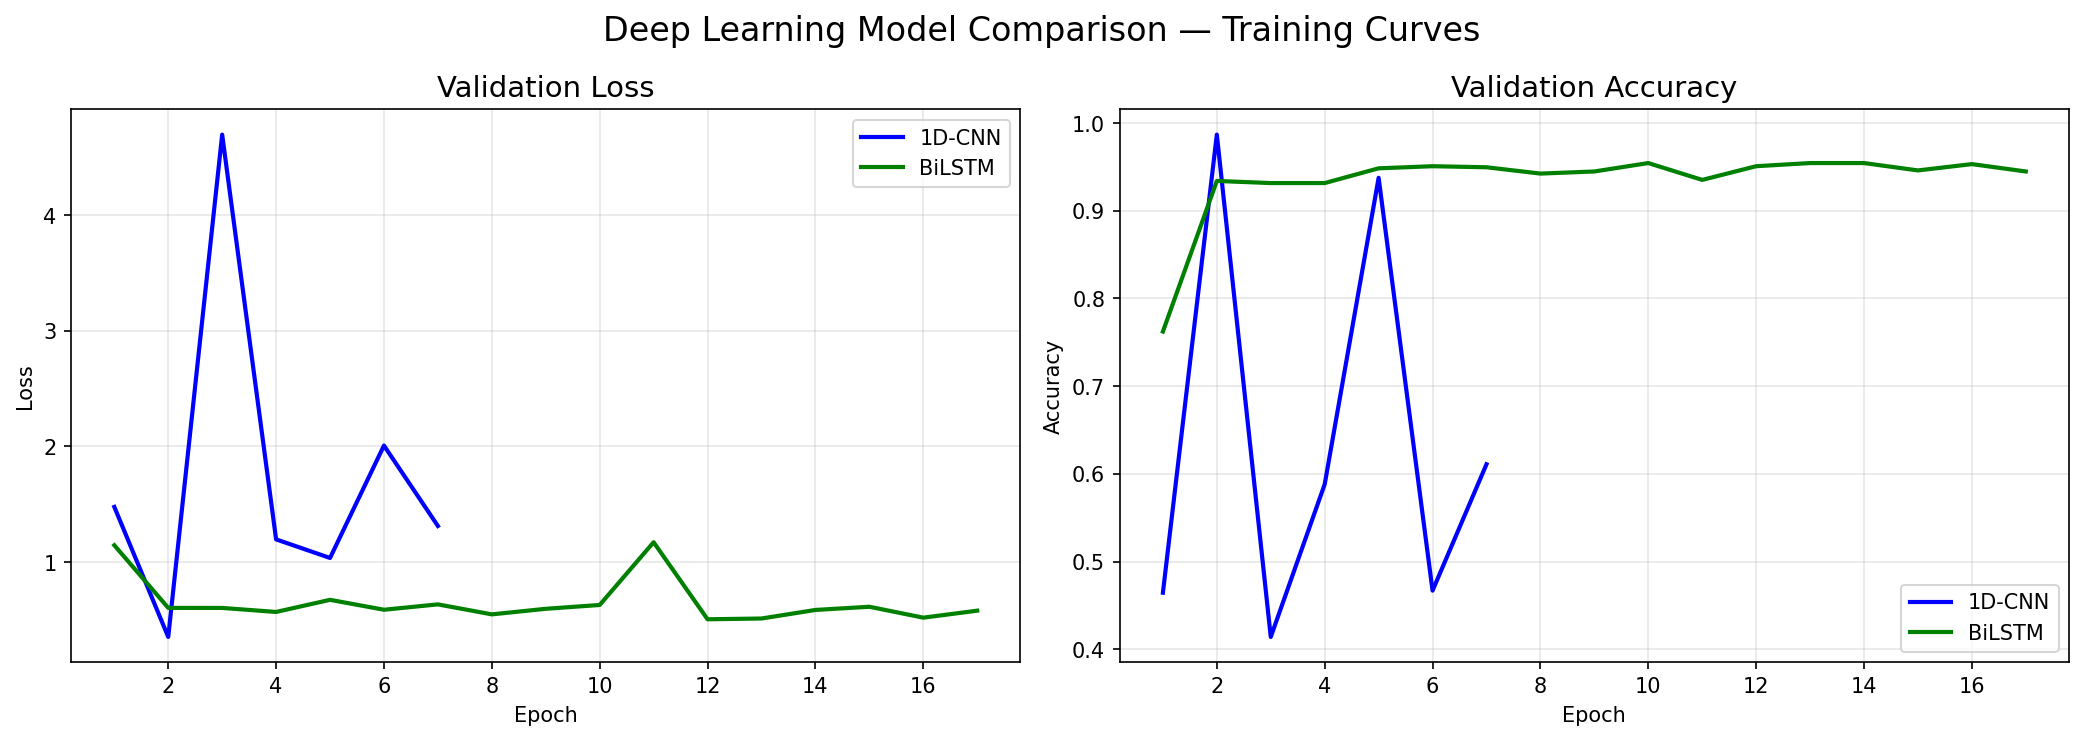 Deep Learning Model Comparison — Training Curves
Validation Loss
1D-CNN
BiLSTM
4
3
2
1
Loss
2 4 6 8 10 12 14 16
Epoch
Validation Accuracy
1.0
0.9
0.8
0.7
0.6
0.5
0.4
Accuracy
1D-CNN
BiLSTM
2 4 6 8 10 12 14 16
Epoch